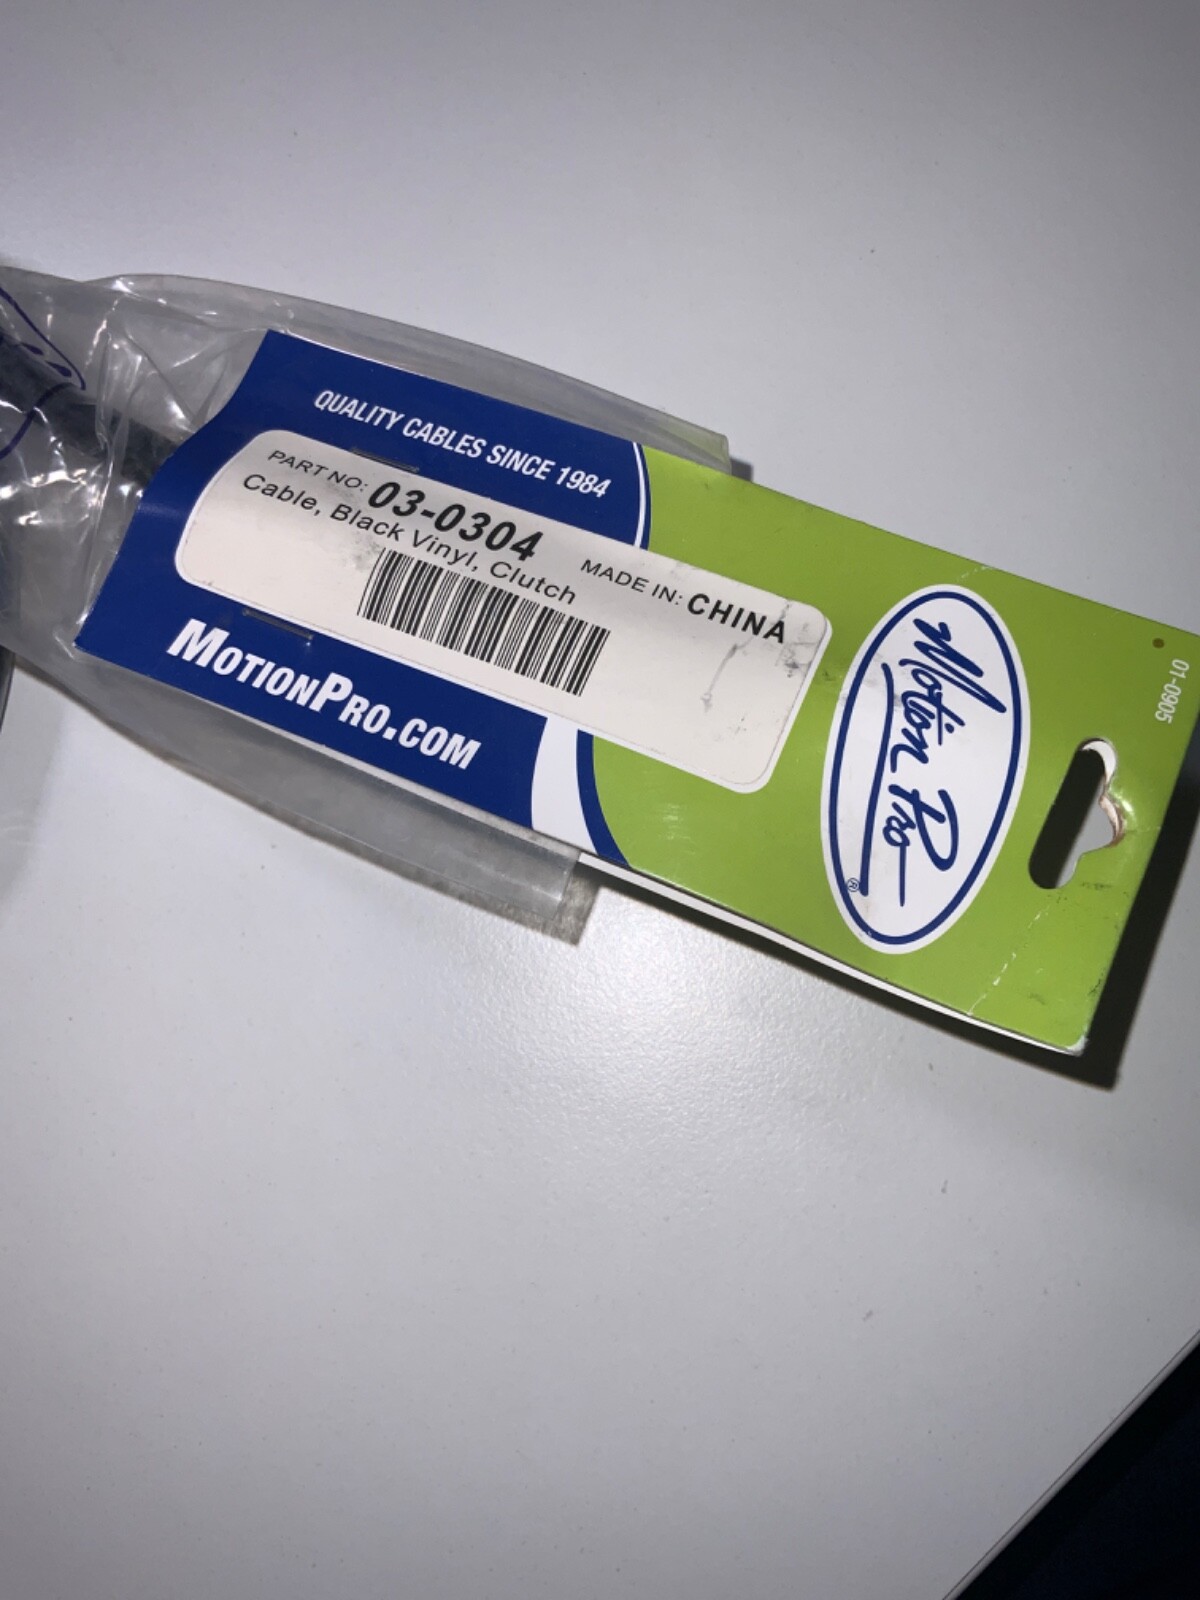 QUALITY CABLES SINCE 1984
PART NO: 03-0304
Cable, Black Vinyl, Clutch
MADE IN: CHINA
MOTIONPRO.COM
Motion Pro
®
01-0905